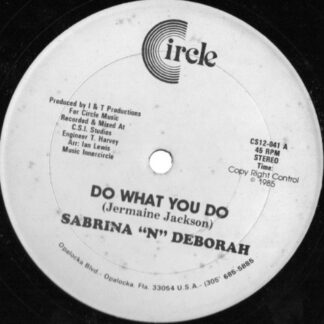 Circle
Produced by I & T Productions
For Circle Music
Recorded & Mixed At
C.S.I. Studios
Engineer T. Harvey
Arr: Ian Lewis
Music Innercircle
CS12-041 A
45 RPM
STEREO
Time:
Copy Right Control
© 1985
DO WHAT YOU DO
(Jermaine Jackson)
SABRINA "N" DEBORAH
Opalocka Blvd - Opalocka, Fla. 33054 U.S.A. - (305) 685-5885